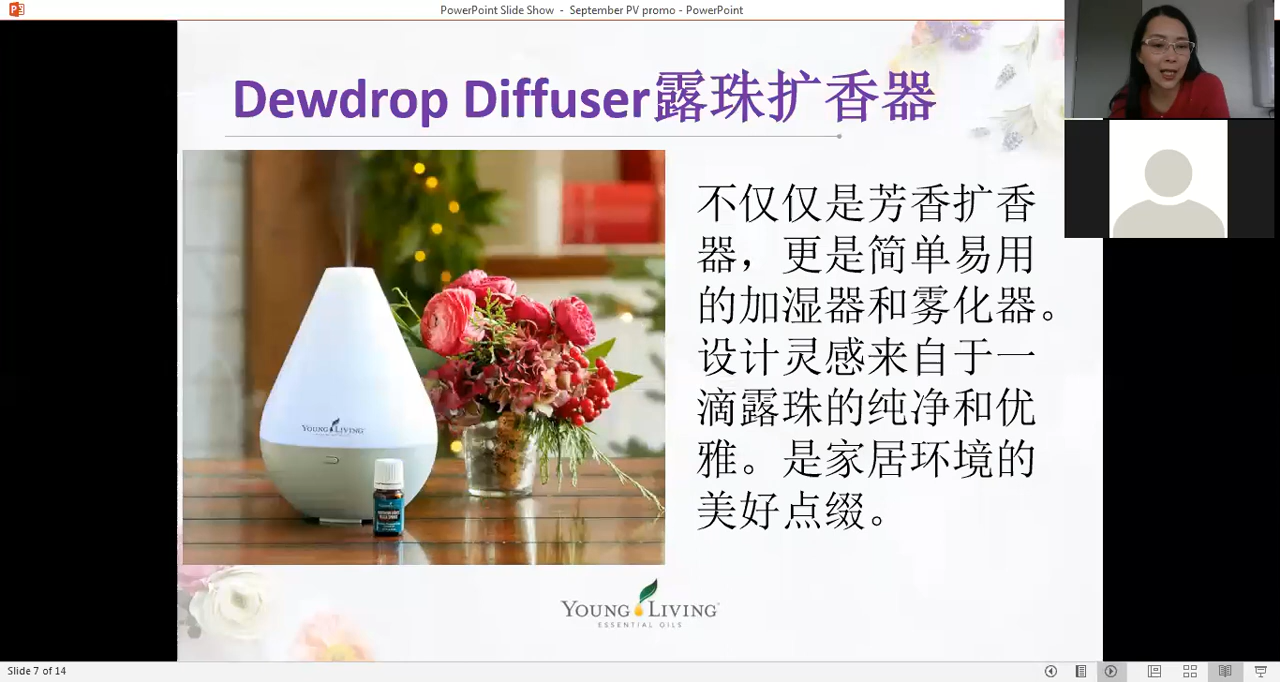 PowerPoint Slide Show - September PV promo - PowerPoint
Dewdrop Diffuser露珠扩香器
不仅仅是芳香扩香
器，更是简单易用
的加湿器和雾化器。
设计灵感来自于一
滴露珠的纯净和优
雅。是家居环境的
美好点缀。
YOUNG LIVING
YOUNG LIVING
ESSENTIAL OILS
Slide 7 of 14